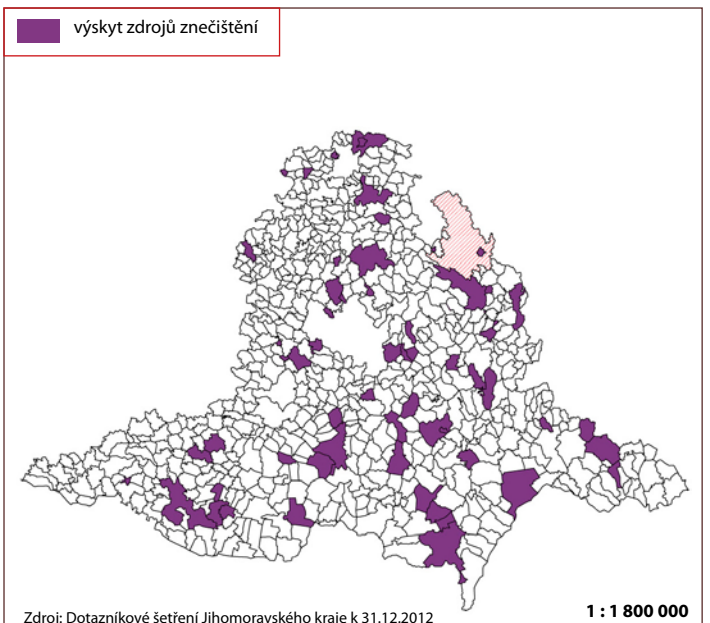 výskyt zdrojů znečištění
Zdroj: Dotazníkové šetření Jihomoravského kraje k 31.12.2012
1 : 1 800 000